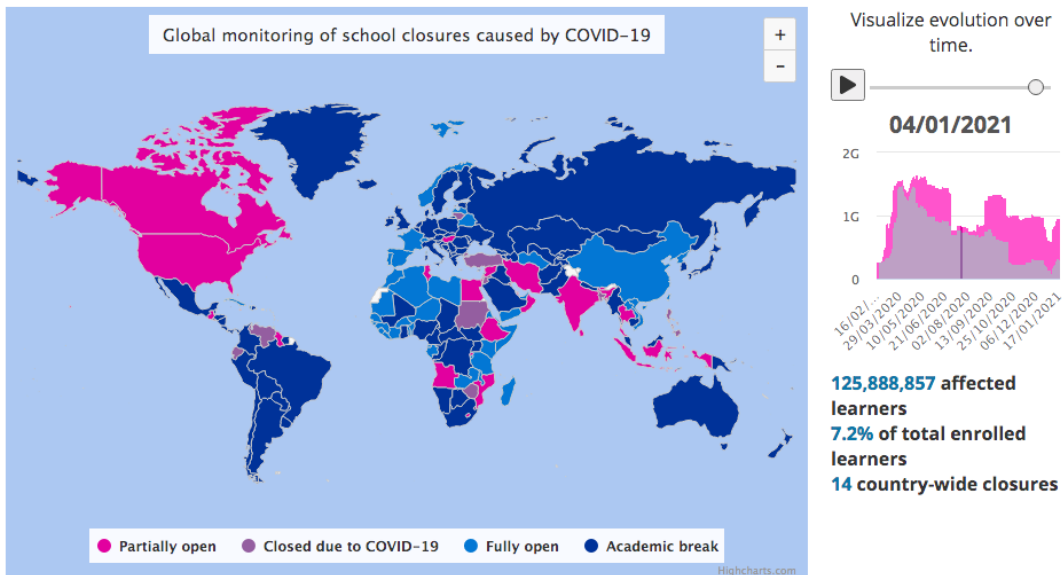 Global monitoring of school closures caused by COVID-19
+
-
Partially open
Closed due to COVID-19
Fully open
Academic break
Highcharts.com
Visualize evolution over
time.
04/01/2021
2G
1G
0
16/02/...
29/03/2020
10/05/2020
21/06/2020
02/08/2020
13/09/2020
25/10/2020
06/12/2020
17/01/2021
125,888,857 affected
learners
7.2% of total enrolled
learners
14 country-wide closures